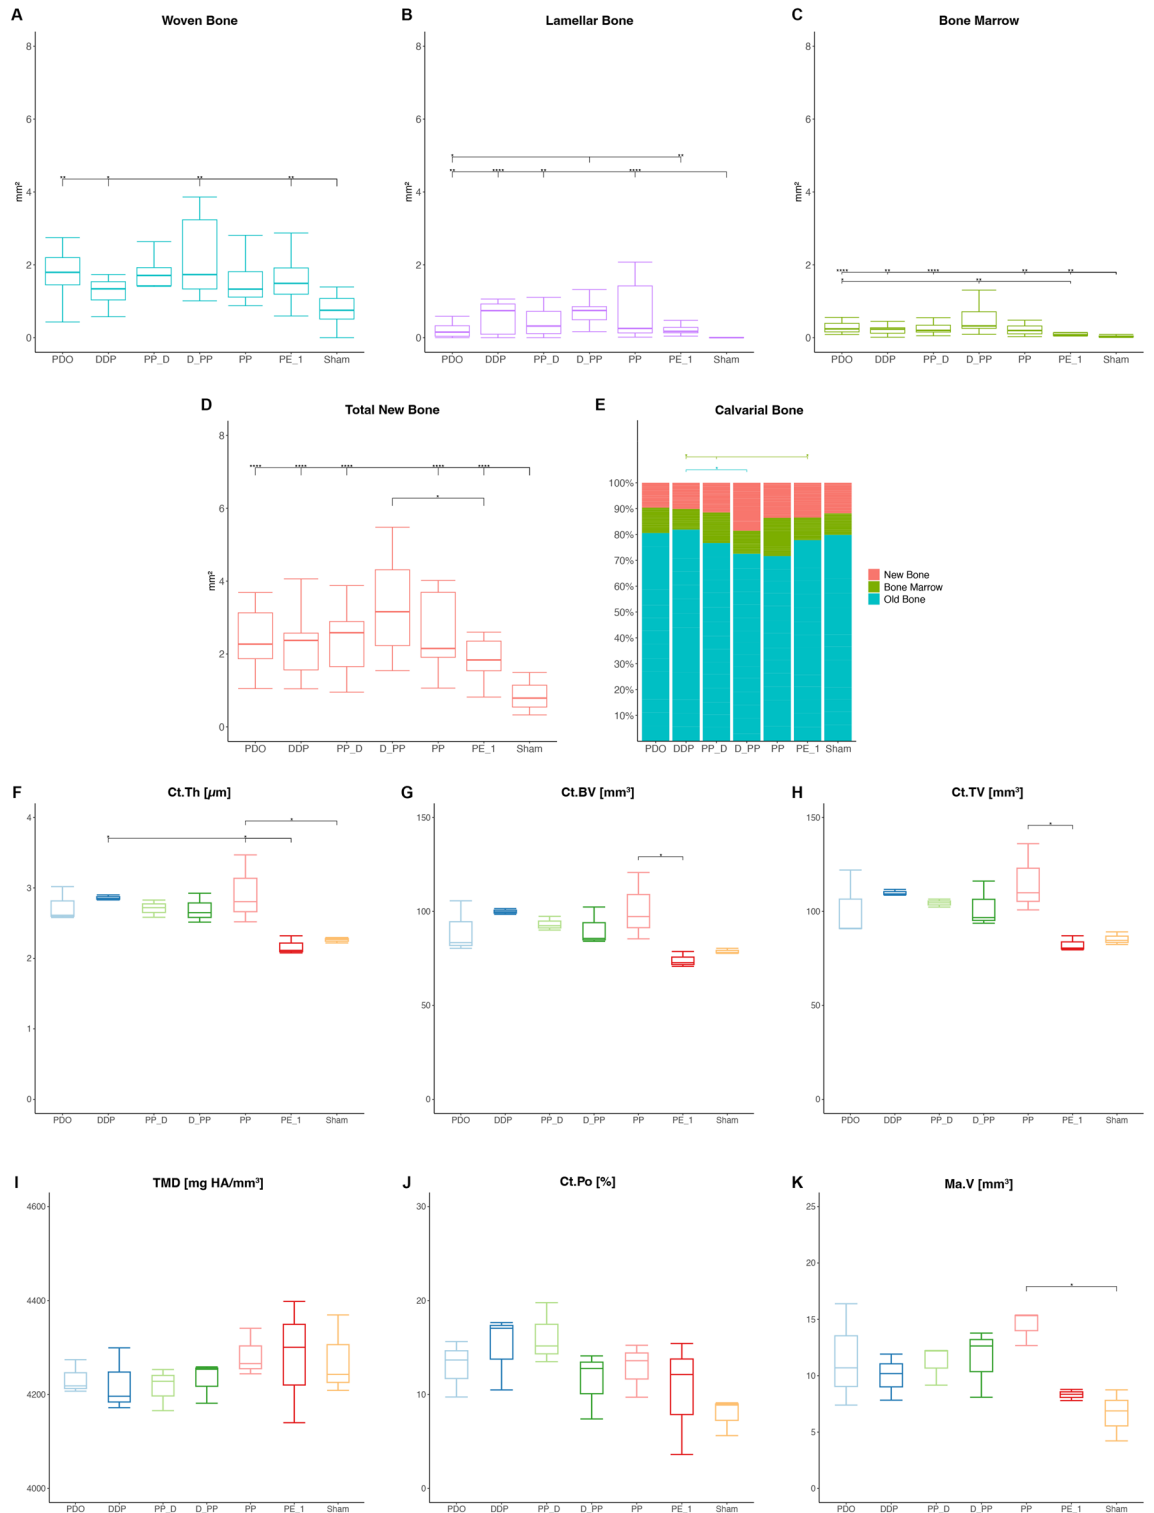 A Woven Bone
8
6
4
2
0
mm²
** * ** **
PDO DDP PP_D D_PP PP PE_1 Sham
B Lamellar Bone
8
6
4
2
0
mm²
* **
** **** ** ****
PDO DDP PP_D D_PP PP PE_1 Sham
C Bone Marrow
8
6
4
2
0
mm²
**** ** **** ** **
* **
PDO DDP PP_D D_PP PP PE_1 Sham
D Total New Bone
8
6
4
2
0
mm²
**** **** **** **** ****
*
PDO DDP PP_D D_PP PP PE_1 Sham
E Calvarial Bone
100%
90%
80%
70%
60%
50%
40%
30%
20%
10%
PDO DDP PP_D D_PP PP PE_1 Sham
New Bone
Bone Marrow
Old Bone
F Ct.Th [µm]
4
3
2
1
0
*
* *
PDO DDP PP_D D_PP PP PE_1 Sham
G Ct.BV [mm³]
150
100
50
0
*
PDO DDP PP_D D_PP PP PE_1 Sham
H Ct.TV [mm³]
150
100
50
0
*
PDO DDP PP_D D_PP PP PE_1 Sham
I TMD [mg HA/mm³]
4600
4400
4200
4000
PDO DDP PP_D D_PP PP PE_1 Sham
J Ct.Po [%]
30
20
10
0
PDO DDP PP_D D_PP PP PE_1 Sham
K Ma.V [mm³]
25
20
15
10
5
0
*
PDO DDP PP_D D_PP PP PE_1 Sham